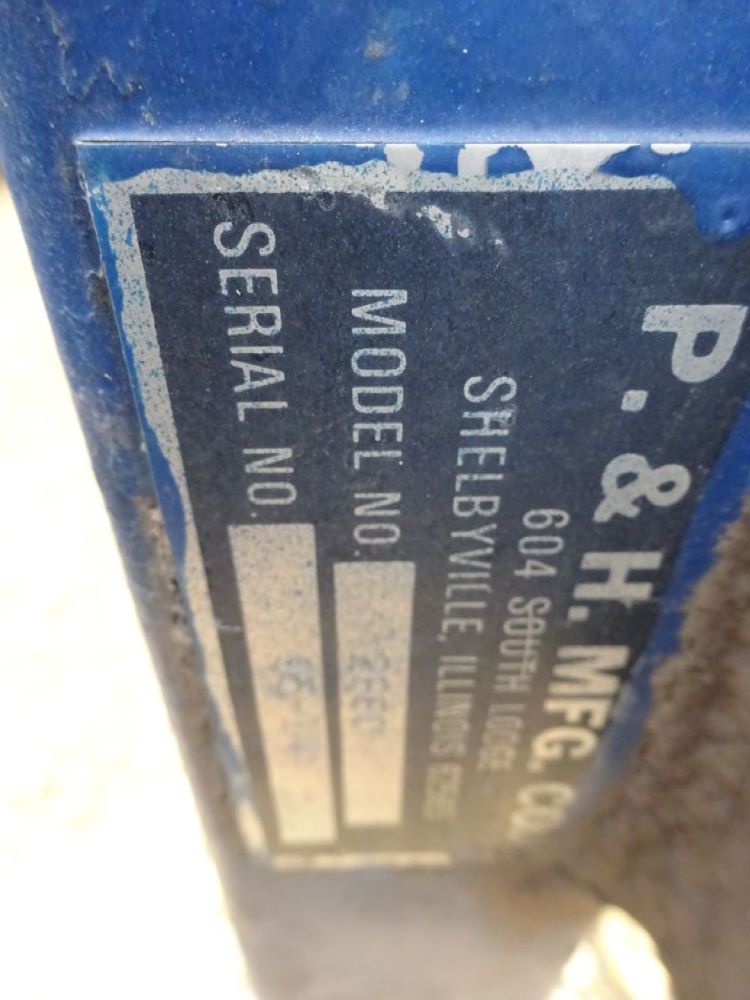 P. & H. MFG. CO.
604 SOUTH LODGE
SHELBYVILLE, ILLINOIS
MODEL NO.
SERIAL NO.